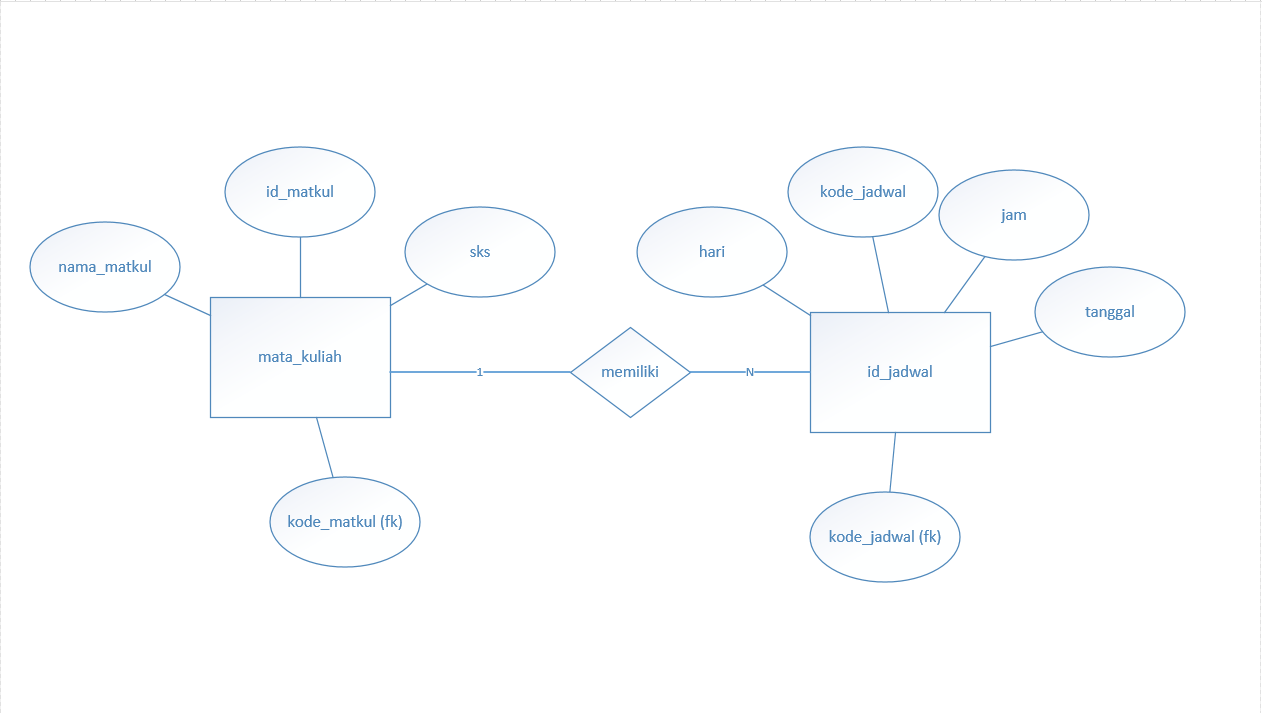 id_matkul
kode_jadwal
jam
nama_matkul
sks
hari
tanggal
mata_kuliah
1
memiliki
N
id_jadwal
kode_matkul (fk)
kode_jadwal (fk)